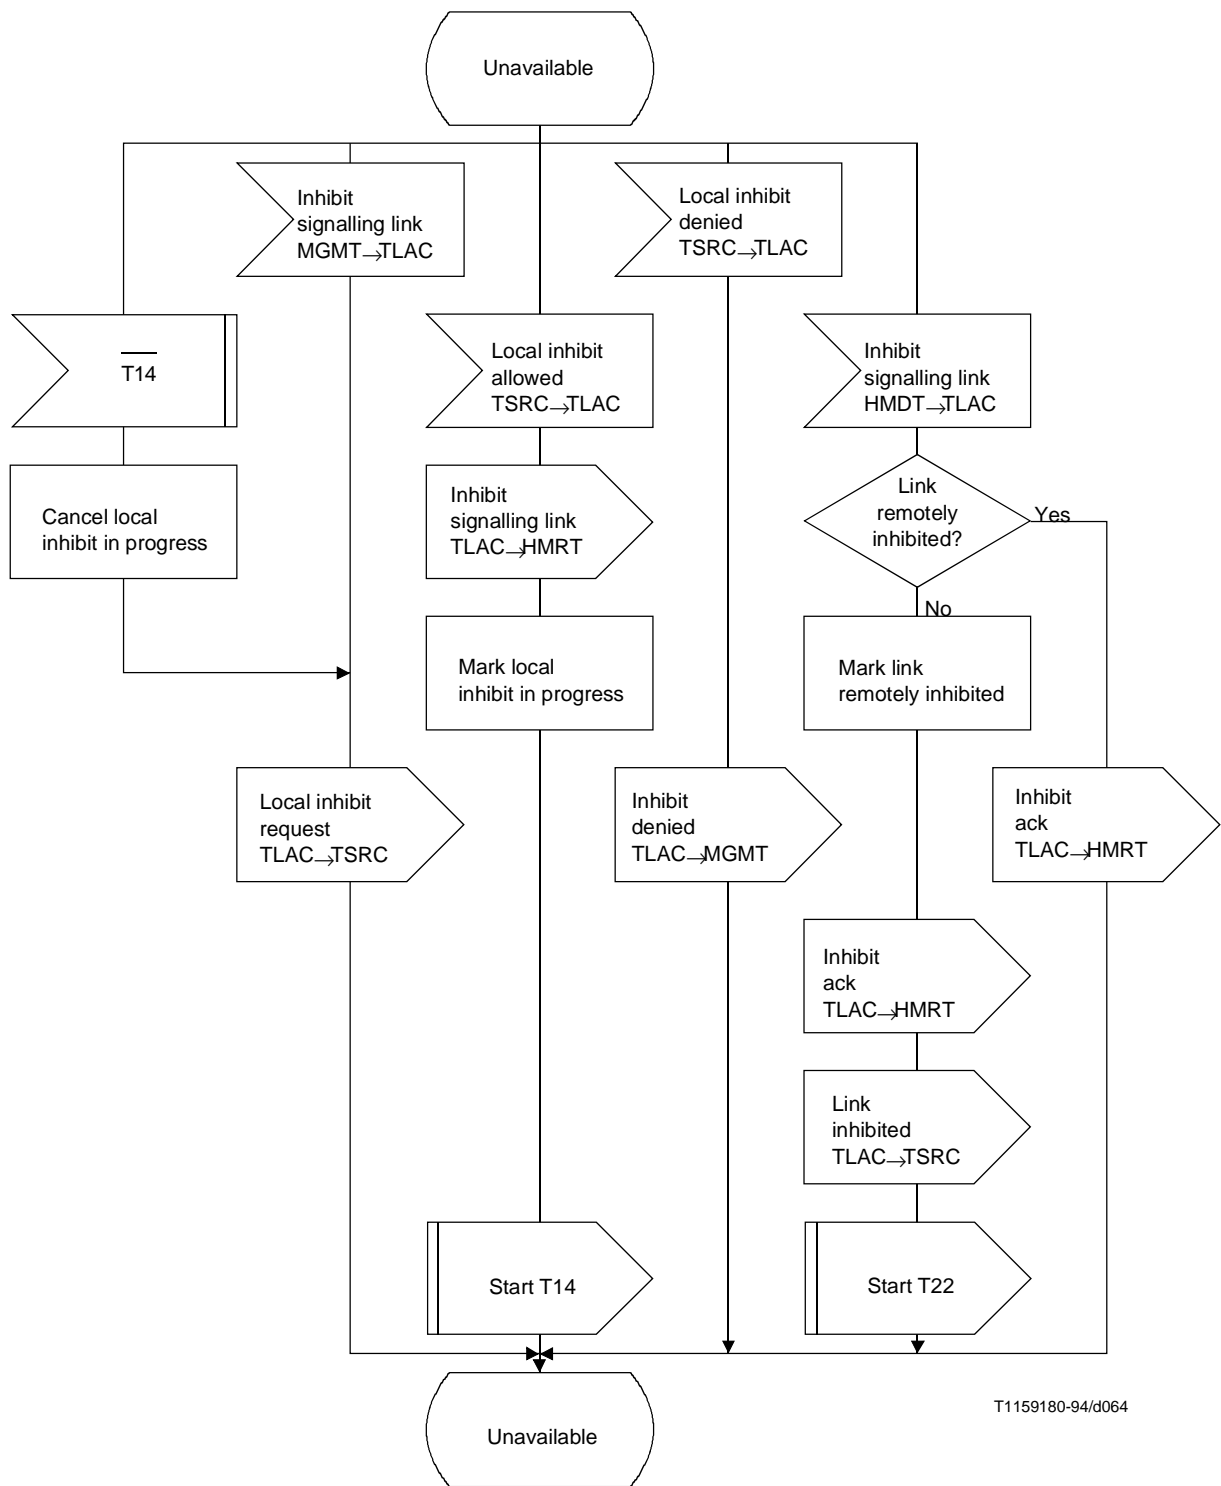 Unavailable
Inhibit
signalling link
MGMT→TLAC
Local inhibit
denied
TSRC→TLAC
T14
Local inhibit
allowed
TSRC→TLAC
Inhibit
signalling link
HMDT→TLAC
Cancel local
inhibit in progress
Inhibit
signalling link
TLAC→HMRT
Link
remotely
inhibited?
Yes
No
Mark local
inhibit in progress
Mark link
remotely inhibited
Local inhibit
request
TLAC→TSRC
Inhibit
denied
TLAC→MGMT
Inhibit
ack
TLAC→HMRT
Inhibit
ack
TLAC→HMRT
Link
inhibited
TLAC→TSRC
Start T14
Start T22
Unavailable
T1159180-94/d064